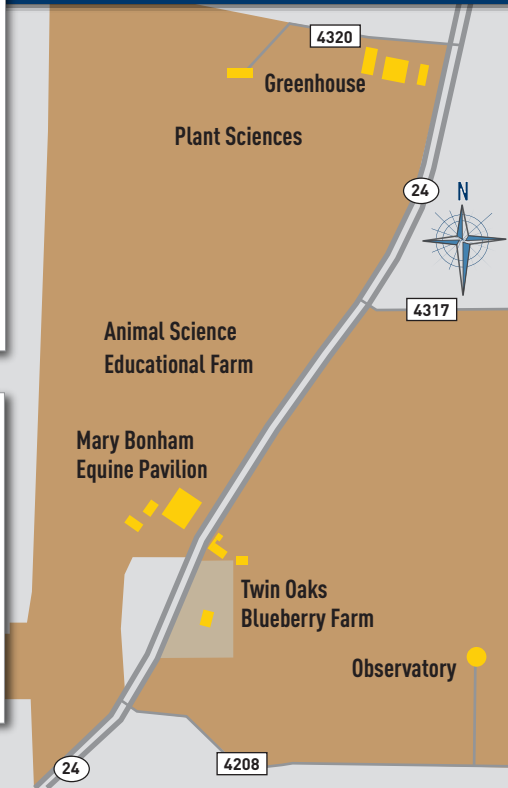 4320
Greenhouse
Plant Sciences
24
N
4317
Animal Science
Educational Farm
Mary Bonham
Equine Pavilion
Twin Oaks
Blueberry Farm
Observatory
4208
24